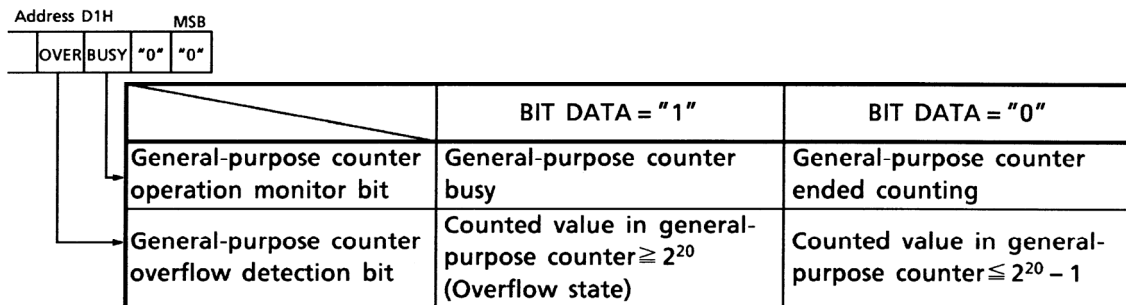 Address D1H
MSB
OVER BUSY "0" "0"
BIT DATA = "1"
BIT DATA = "0"
General-purpose counter
operation monitor bit
General-purpose counter
busy
General-purpose counter
ended counting
General-purpose counter
overflow detection bit
Counted value in general-
purpose counter ≧ 2²⁰
(Overflow state)
Counted value in general-
purpose counter ≦ 2²⁰ – 1